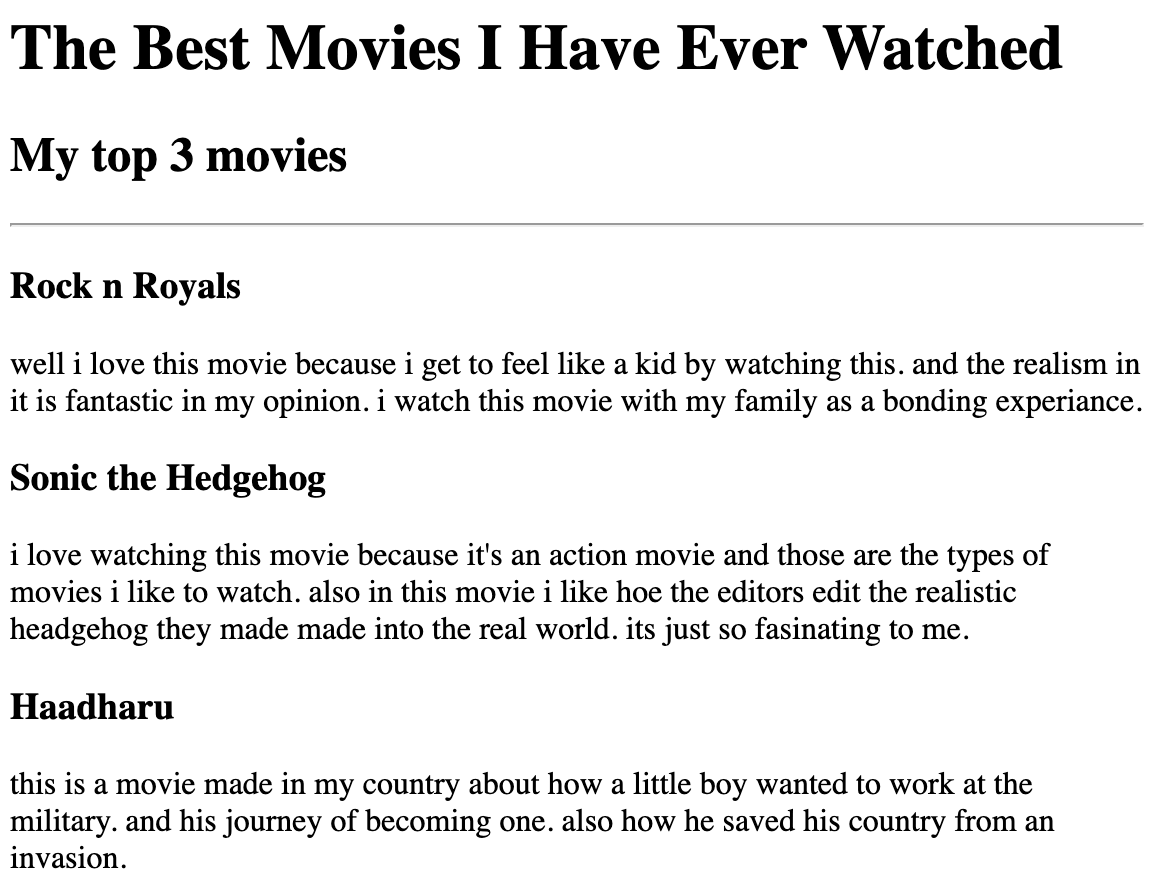 The Best Movies I Have Ever Watched
My top 3 movies
Rock n Royals
well i love this movie because i get to feel like a kid by watching this. and the realism in
it is fantastic in my opinion. i watch this movie with my family as a bonding experiance.
Sonic the Hedgehog
i love watching this movie because it's an action movie and those are the types of
movies i like to watch. also in this movie i like hoe the editors edit the realistic
headgehog they made made into the real world. its just so fasinating to me.
Haadharu
this is a movie made in my country about how a little boy wanted to work at the
military. and his journey of becoming one. also how he saved his country from an
invasion.